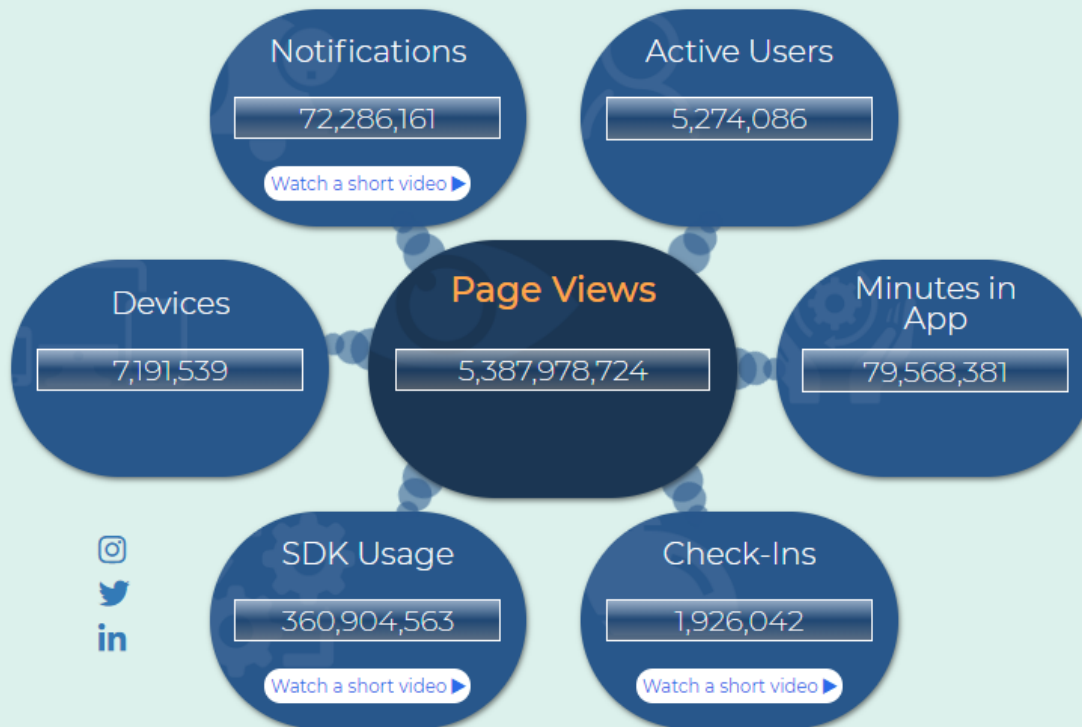 Notifications
72,286,161
Watch a short video
Active Users
5,274,086
Devices
7,191,539
Page Views
5,387,978,724
Minutes in
App
79,568,381
SDK Usage
360,904,563
Watch a short video
Check-Ins
1,926,042
Watch a short video
in